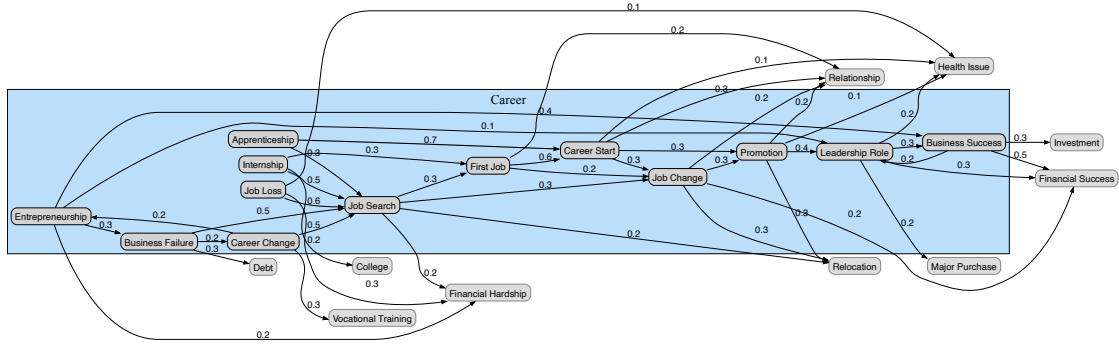 0.1
0.2
Health Issue
0.1
Relationship
0.3
Career
0.2
0.2
0.1
0.4
0.2
0.1
Apprenticeship
0.7
Business Success
0.3
Investment
Internship
0.3
0.3
Career Start
0.3
Promotion
0.4
Leadership Role
0.3
0.2
0.5
First Job
0.6
0.3
0.3
0.3
Financial Success
Job Loss
0.5
0.3
0.3
0.2
Job Change
0.6
Job Search
Entrepreneurship
0.2
0.5
0.3
0.2
0.2
0.3
0.5
0.2
0.3
Business Failure
0.2
Career Change
0.2
0.3
Debt
College
0.2
Relocation
Major Purchase
0.3
Financial Hardship
0.3
Vocational Training
0.2